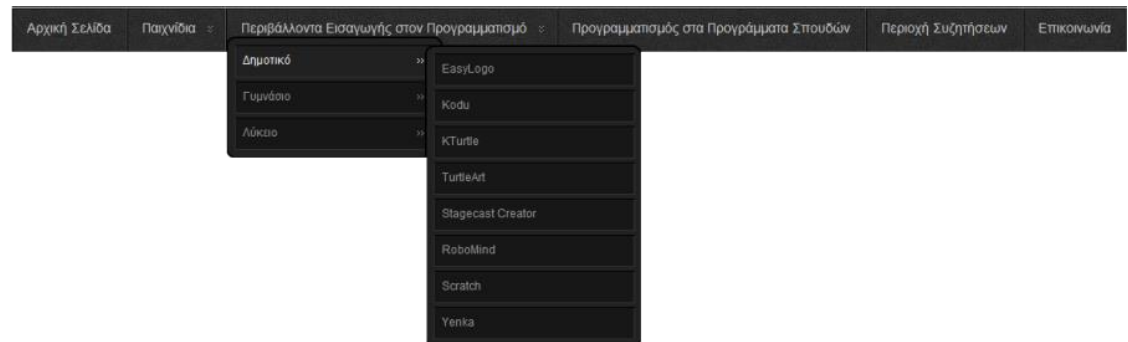 Αρχική Σελίδα Παιχνίδια Περιβάλλοντα Εισαγωγής στον Προγραμματισμό Προγραμματισμός στα Προγράμματα Σπουδών Περιοχή Συζητήσεων Επικοινωνία
Δημοτικό »
Γυμνάσιο »
Λύκειο »
EasyLogo
Kodu
KTurtle
TurtleArt
Stagecast Creator
RoboMind
Scratch
Yenka